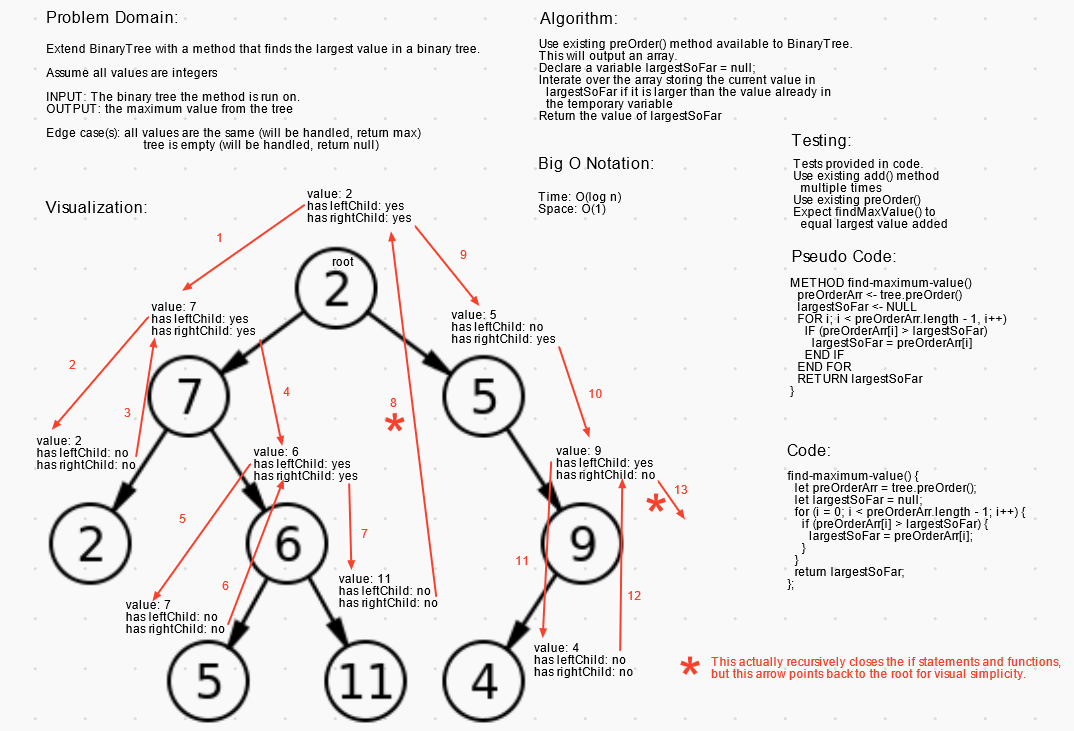 Problem Domain:
Extend BinaryTree with a method that finds the largest value in a binary tree.
Assume all values are integers
INPUT: The binary tree the method is run on.
OUTPUT: the maximum value from the tree
Edge case(s): all values are the same (will be handled, return max)
tree is empty (will be handled, return null)
Algorithm:
Use existing preOrder() method available to BinaryTree.
This will output an array.
Declare a variable largestSoFar = null;
Interate over the array storing the current value in
largestSoFar if it is larger than the value already in
the temporary variable
Return the value of largestSoFar
Big O Notation:
Time: O(log n)
Space: O(1)
Testing:
Tests provided in code.
Use existing add() method
multiple times
Use existing preOrder()
Expect findMaxValue() to
equal largest value added
Pseudo Code:
METHOD find-maximum-value()
preOrderArr <- tree.preOrder()
largestSoFar <- NULL
FOR i; i < preOrderArr.length - 1, i++)
IF (preOrderArr[i] > largestSoFar)
largestSoFar = preOrderArr[i]
END IF
END FOR
RETURN largestSoFar
}
Code:
find-maximum-value() {
let preOrderArr = tree.preOrder();
let largestSoFar = null;
for (i = 0; i < preOrderArr.length - 1; i++) {
if (preOrderArr[i] > largestSoFar) {
largestSoFar = preOrderArr[i];
}
}
return largestSoFar;
};
Visualization:
value: 2
has leftChild: yes
has rightChild: yes
1
9
root
2
value: 7
has leftChild: yes
has rightChild: yes
value: 5
has leftChild: no
has rightChild: yes
2
3
4
8
*
10
7
5
value: 2
has leftChild: no
has rightChild: no
value: 6
has leftChild: yes
has rightChild: yes
value: 9
has leftChild: yes
has rightChild: no
*
13
5
6
7
11
12
2
6
9
value: 7
has leftChild: no
has rightChild: no
value: 11
has leftChild: no
has rightChild: no
value: 4
has leftChild: no
has rightChild: no
5
11
4
* This actually recursively closes the if statements and functions,
but this arrow points back to the root for visual simplicity.